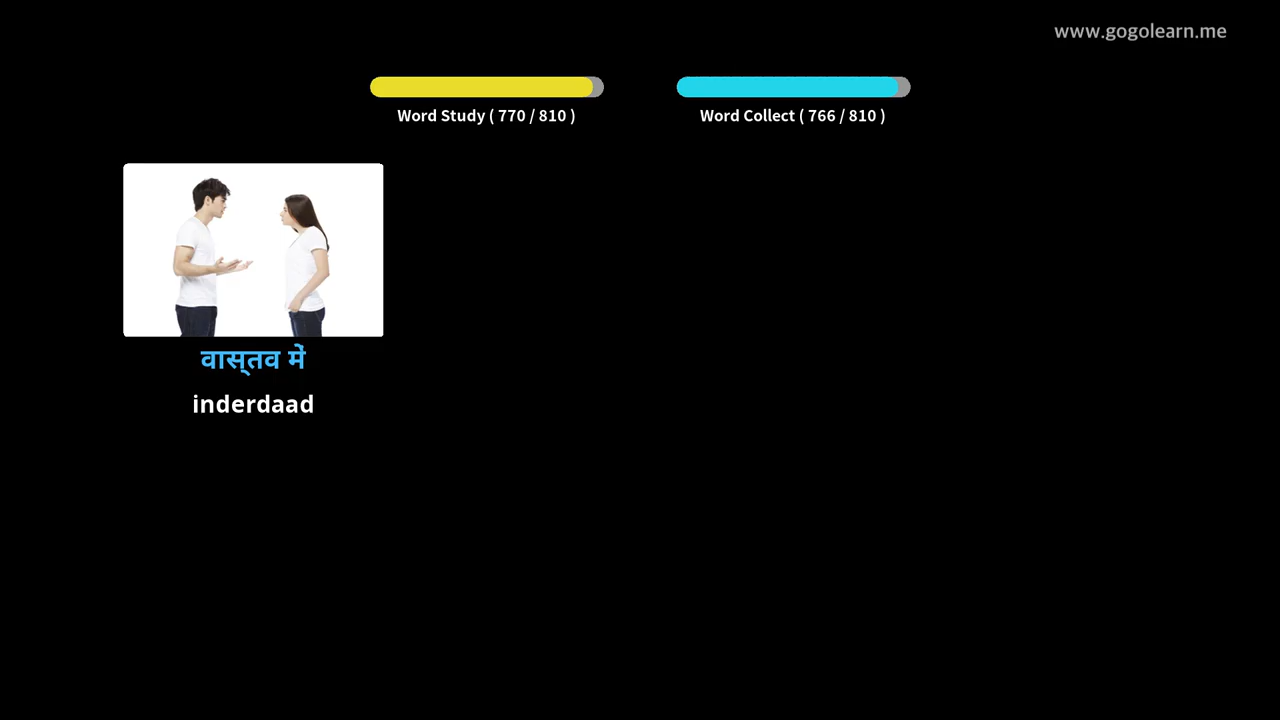 www.gogolearn.me
Word Study ( 770 / 810 )
Word Collect ( 766 / 810 )
वास्तव में
inderdaad